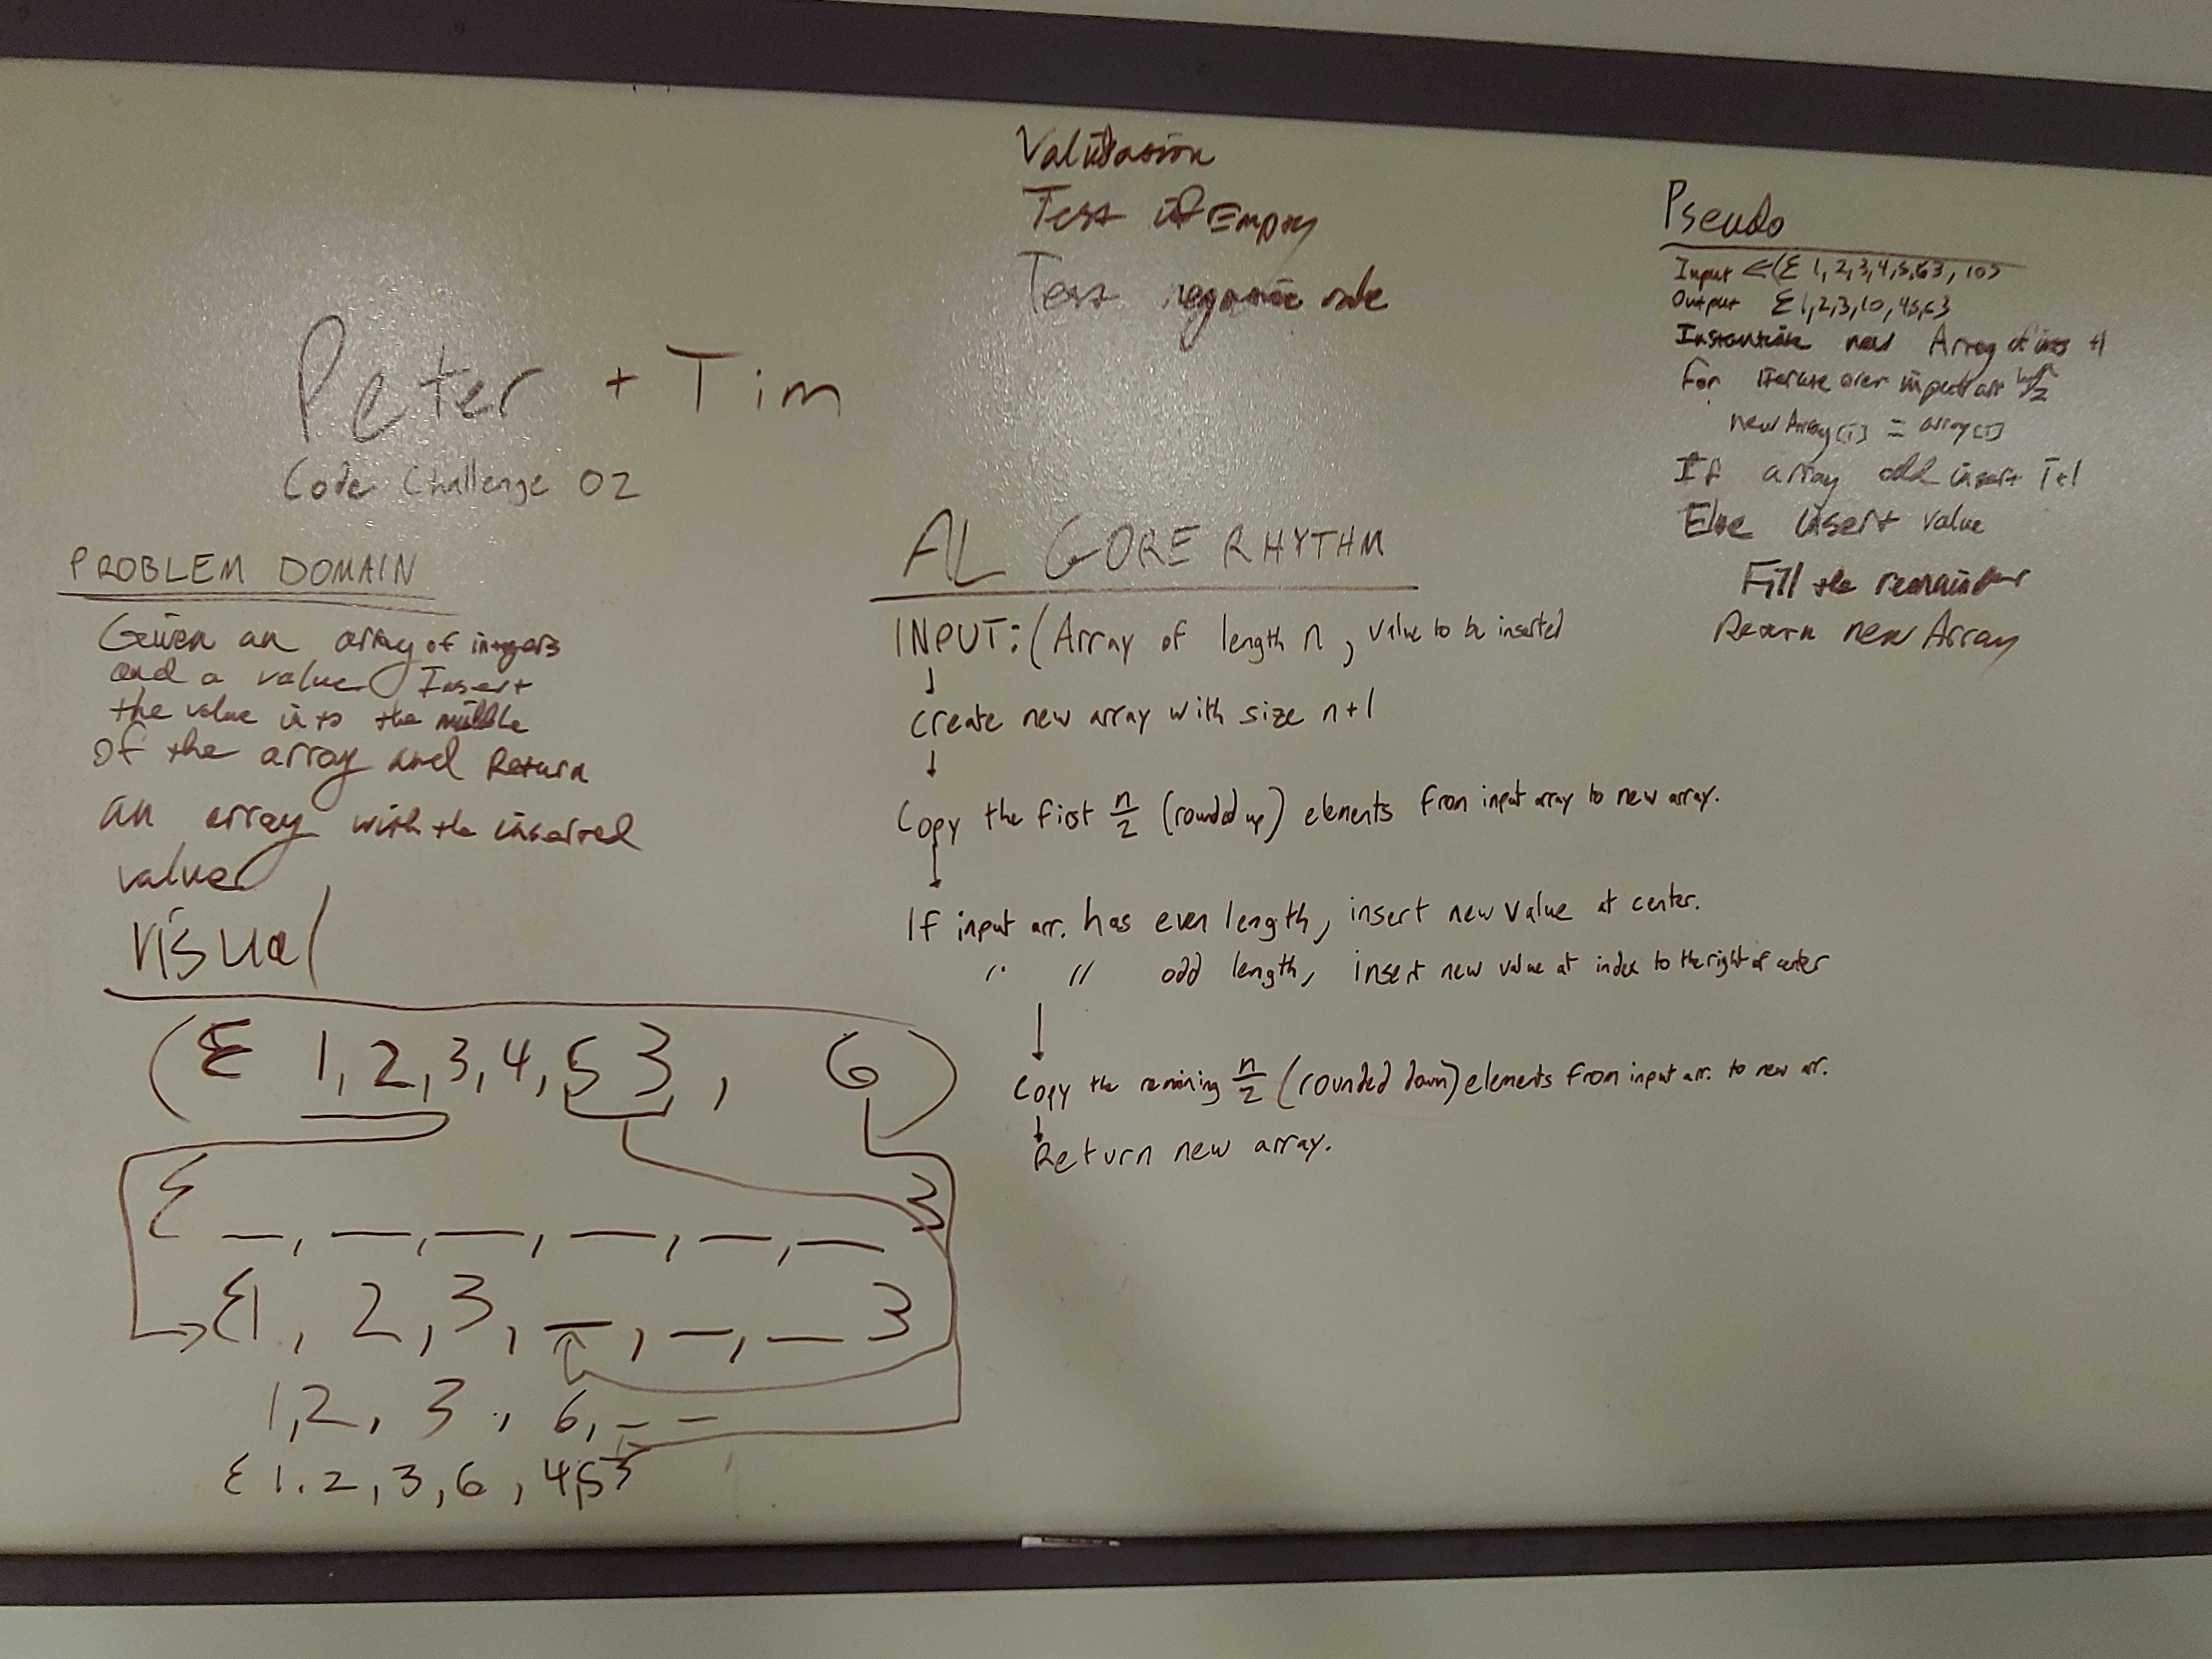 Peter + Tim
Code Challenge 02
PROBLEM DOMAIN
Given an array of integers
and a value Insert
the value into the middle
of the array and Return
an array with the inserted
value
Visual
({ 1, 2, 3, 4, 5 }, 6)
{ _, _, _, _, _, _ }
{1, 2, 3, _, _, _ }
1, 2, 3, 6, _ _
{ 1, 2, 3, 6, 4, 5 }
Validation
Test if Empty
Test negative
AL GORE RHYTHM
INPUT: (Array of length n, value to be inserted
↓
create new array with size n+1
↓
Copy the first n/2 (rounded up) elements from input array to new array.
↓
If input arr. has even length, insert new value at center.
" " odd length, insert new value at index to the right of center
↓
Copy the remaining n/2 (rounded down) elements from input arr. to new arr.
↓
Return new array.
Pseudo
Input <({ 1, 2, 3, 4, 5, 6 }, 10)
Output { 1, 2, 3, 10, 4, 5, 6 }
Instantiate new Array of ints +1
For iterate over input arr /2
new Array[i] = array[i]
If array odd insert i+1
Else insert value
Fill the remainder
Return new Array